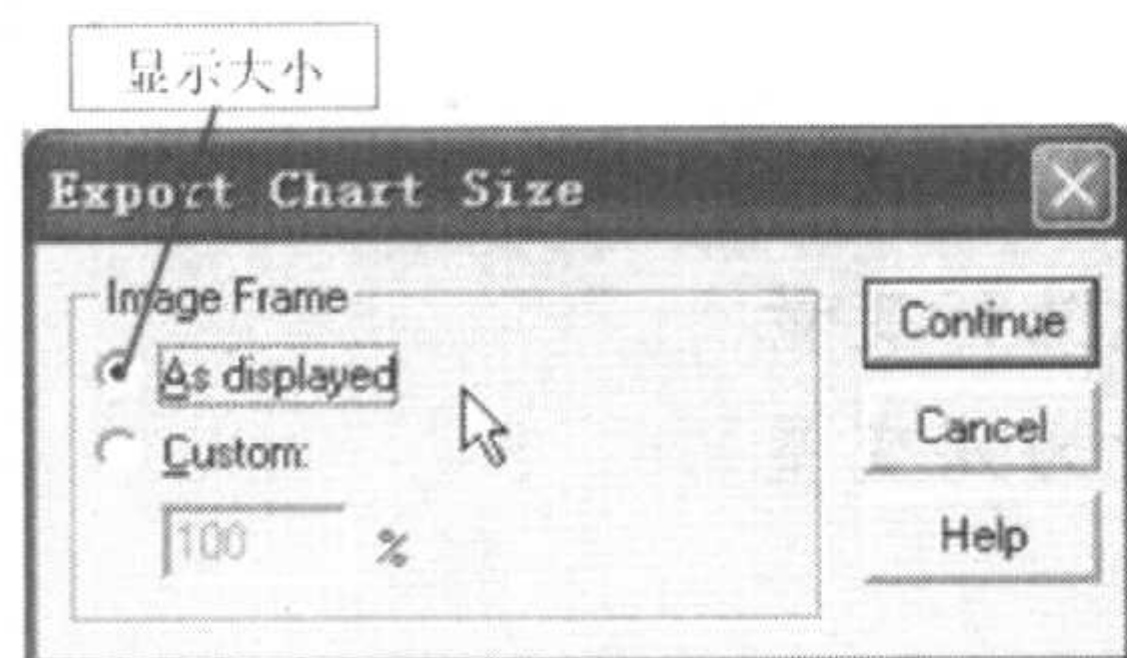 显示大小
Export Chart Size
Image Frame
As displayed
Custom:
100 %
Continue
Cancel
Help